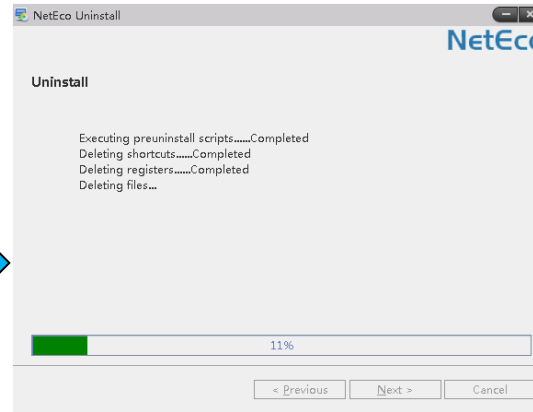 NetEco Uninstall
NetEco
Uninstall
Executing preuninstall scripts......Completed
Deleting shortcuts......Completed
Deleting registers......Completed
Deleting files...
11%
< Previous
Next >
Cancel